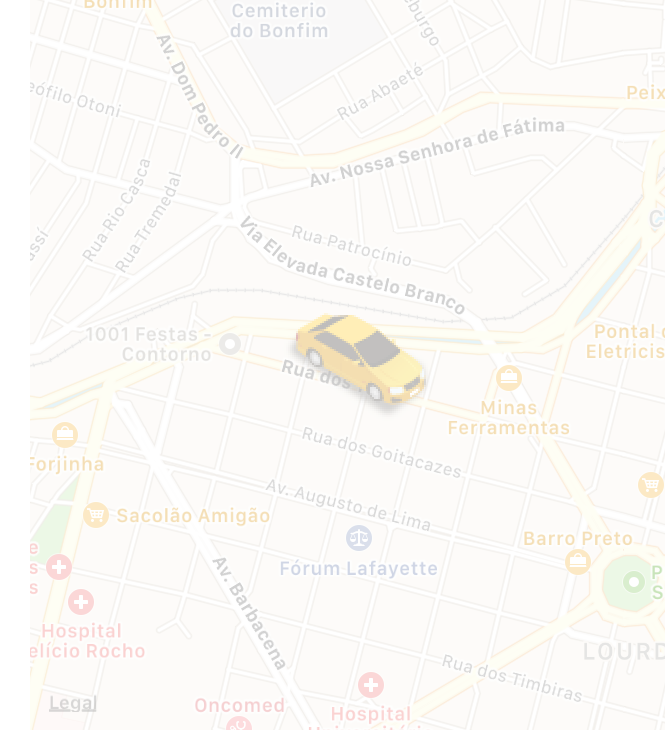 Bonfim
Cemiterio
do Bonfim
Av. Dom Pedro II
eófilo Otoni
Rua Abaeté
Peix
Av. Nossa Senhora de Fátima
Rua Rio Casca
Rua Tremedal
Rua Patrocínio
Via Elevada Castelo Branco
1001 Festas -
Contorno
Pontal
Eletricis
Rua dos
Minas
Ferramentas
Rua dos Goitacazes
Forjinha
Av. Augusto de Lima
Sacolão Amigão
Barro Preto
Fórum Lafayette
Av. Barbacena
Hospital
elício Rocho
LOURD
Rua dos Timbiras
Legal
Oncomed
Hospital